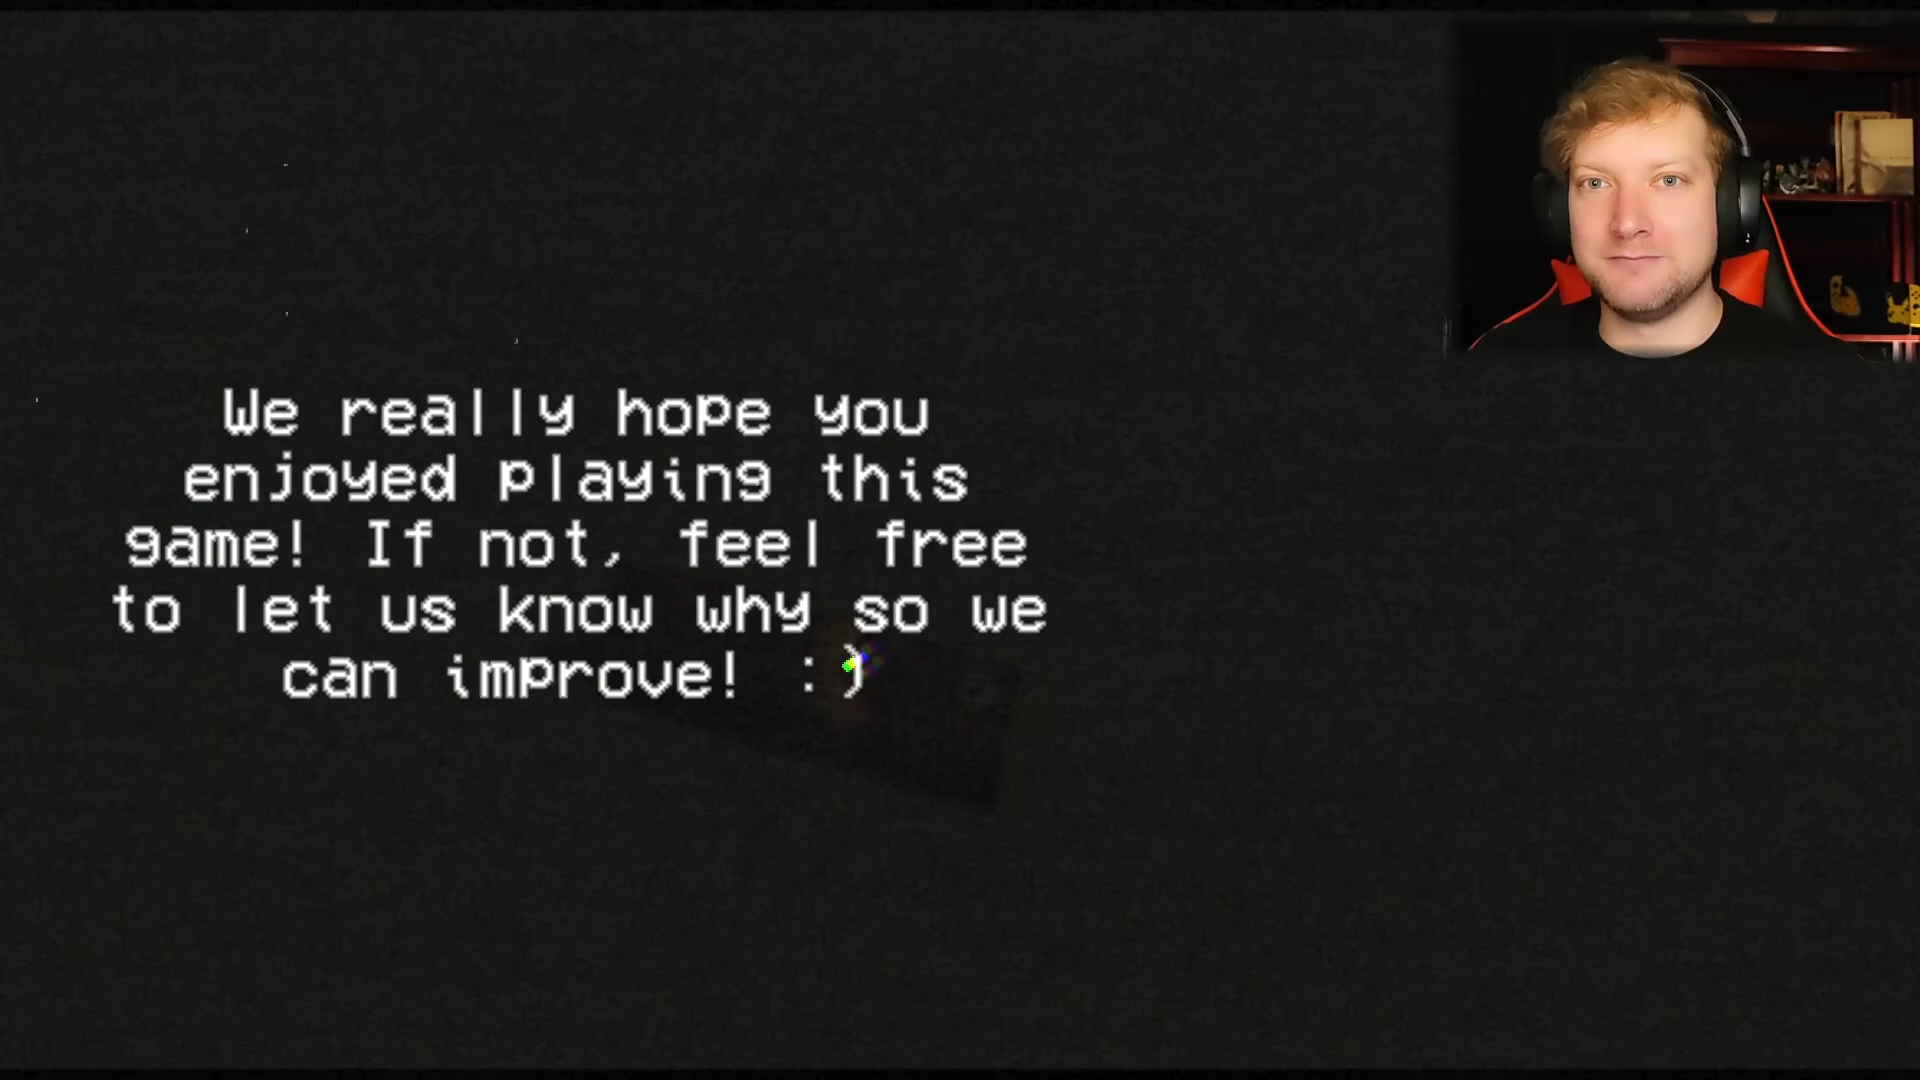 We really hope you
enjoyed playing this
game! If not, feel free
to let us know why so we
can improve! :)